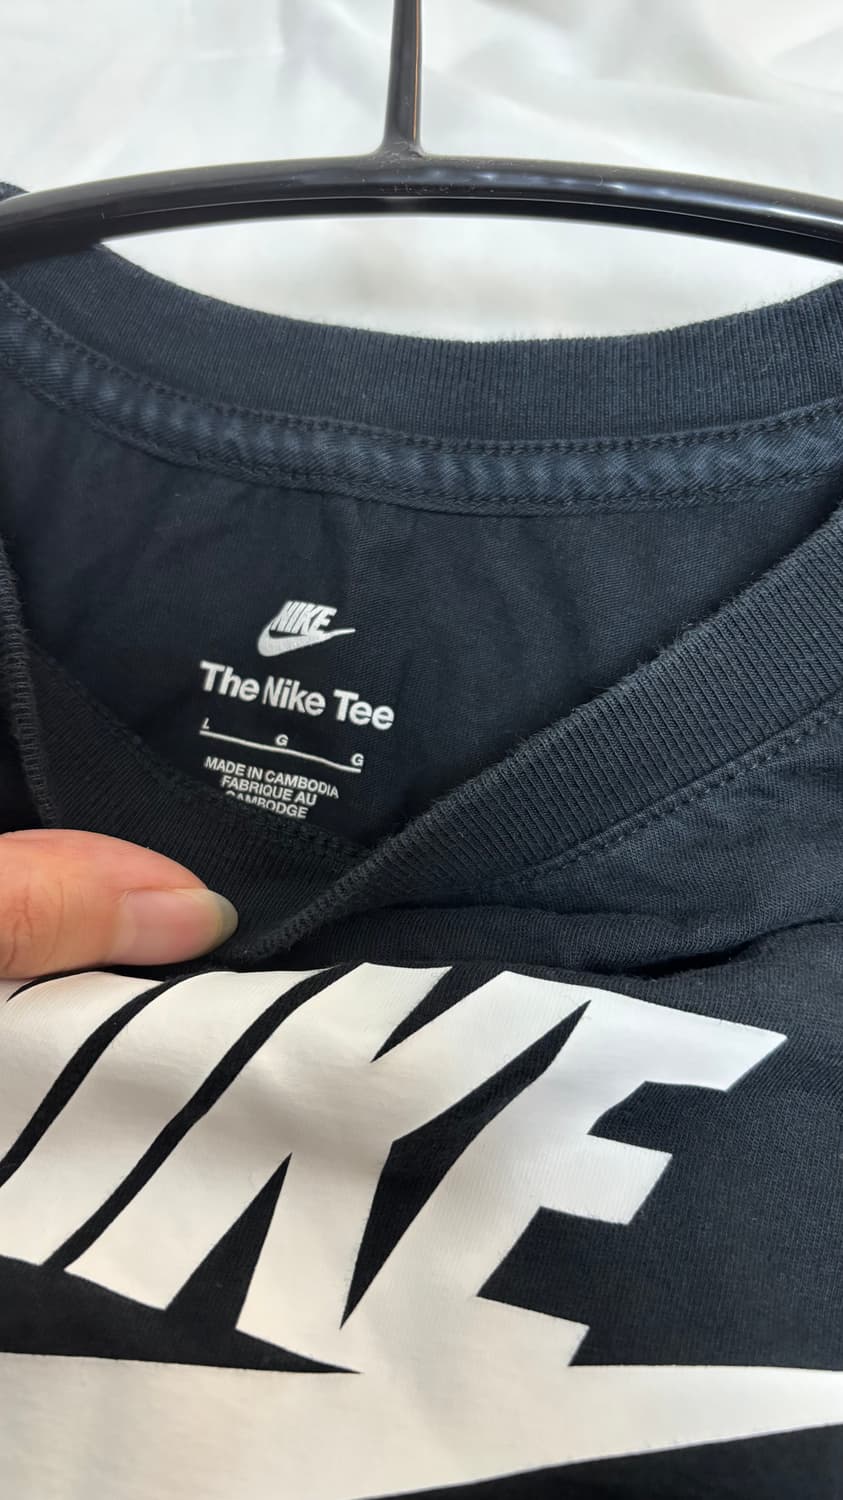 NIKE
The Nike Tee
L
G
G
MADE IN CAMBODIA
FABRIQUE AU
CAMBODGE
NIKE